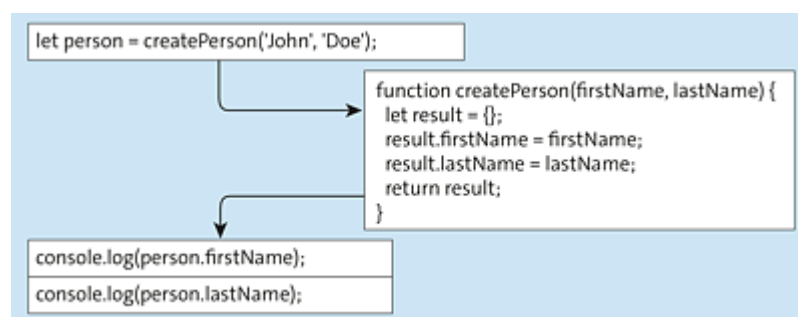 let person = createPerson('John', 'Doe');
function createPerson(firstName, lastName) {
let result = {};
result.firstName = firstName;
result.lastName = lastName;
return result;
}
console.log(person.firstName);
console.log(person.lastName);